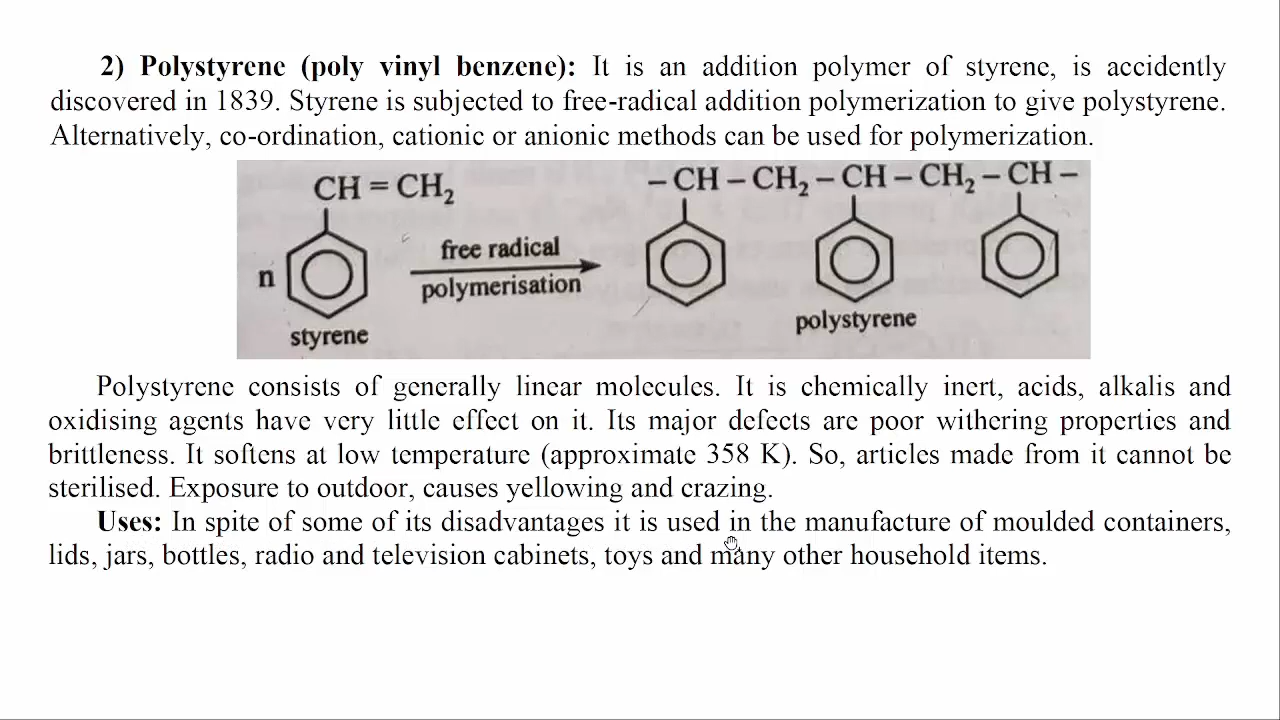 2) Polystyrene (poly vinyl benzene): It is an addition polymer of styrene, is accidently
discovered in 1839. Styrene is subjected to free-radical addition polymerization to give polystyrene.
Alternatively, co-ordination, cationic or anionic methods can be used for polymerization.
CH = CH₂
– CH – CH₂ – CH – CH₂ – CH –
free radical
n
polymerisation
styrene
polystyrene
Polystyrene consists of generally linear molecules. It is chemically inert, acids, alkalis and
oxidising agents have very little effect on it. Its major defects are poor withering properties and
brittleness. It softens at low temperature (approximate 358 K). So, articles made from it cannot be
sterilised. Exposure to outdoor, causes yellowing and crazing.
Uses: In spite of some of its disadvantages it is used in the manufacture of moulded containers,
lids, jars, bottles, radio and television cabinets, toys and many other household items.